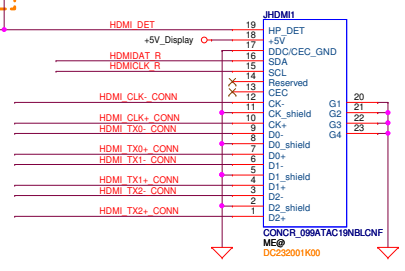 JHDMI1
HDMI_DET 19 HP_DET
+5V_Display 18 +5V
17 DDC/CEC_GND
HDMIDAT_R 16 SDA
HDMICLK_R 15 SCL
14 Reserved
13 CEC
HDMI_CLK-_CONN 12 CK- G1 20
11 CK_shield G2 21
HDMI_CLK+_CONN 10 CK+ G3 22
HDMI_TX0-_CONN 9 D0- G4 23
8 D0_shield
HDMI_TX0+_CONN 7 D0+
HDMI_TX1-_CONN 6 D1-
5 D1_shield
HDMI_TX1+_CONN 4 D1+
HDMI_TX2-_CONN 3 D2-
2 D2_shield
HDMI_TX2+_CONN 1 D2+
CONCR_099ATAC19NBLCNF
ME@
DC232001K00